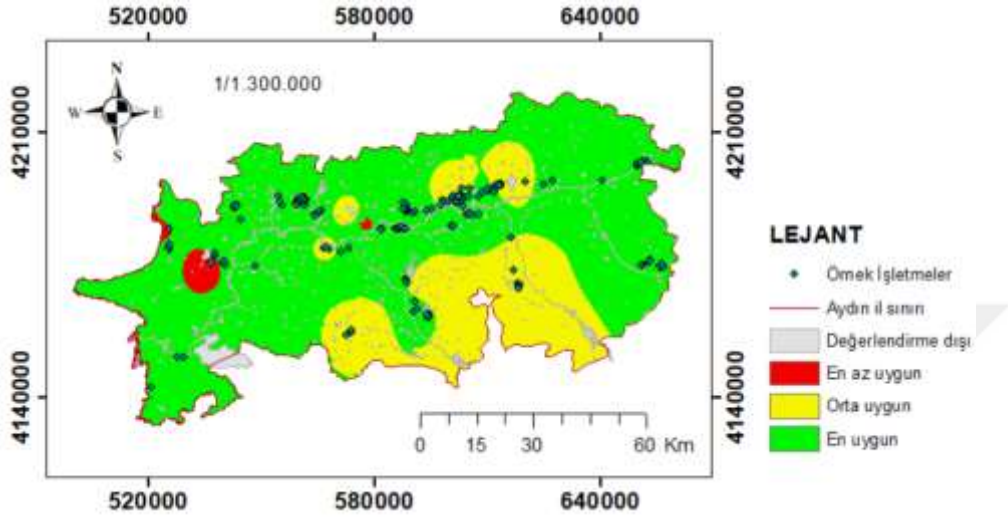 520000 580000 640000
N
W E
S
1/1.300.000
4210000 4210000
4140000 4140000
LEJANT
Örnek İşletmeler
Aydın il sınırı
Değerlendirme dışı
En az uygun
Orta uygun
En uygun
0 15 30 60 Km
520000 580000 640000